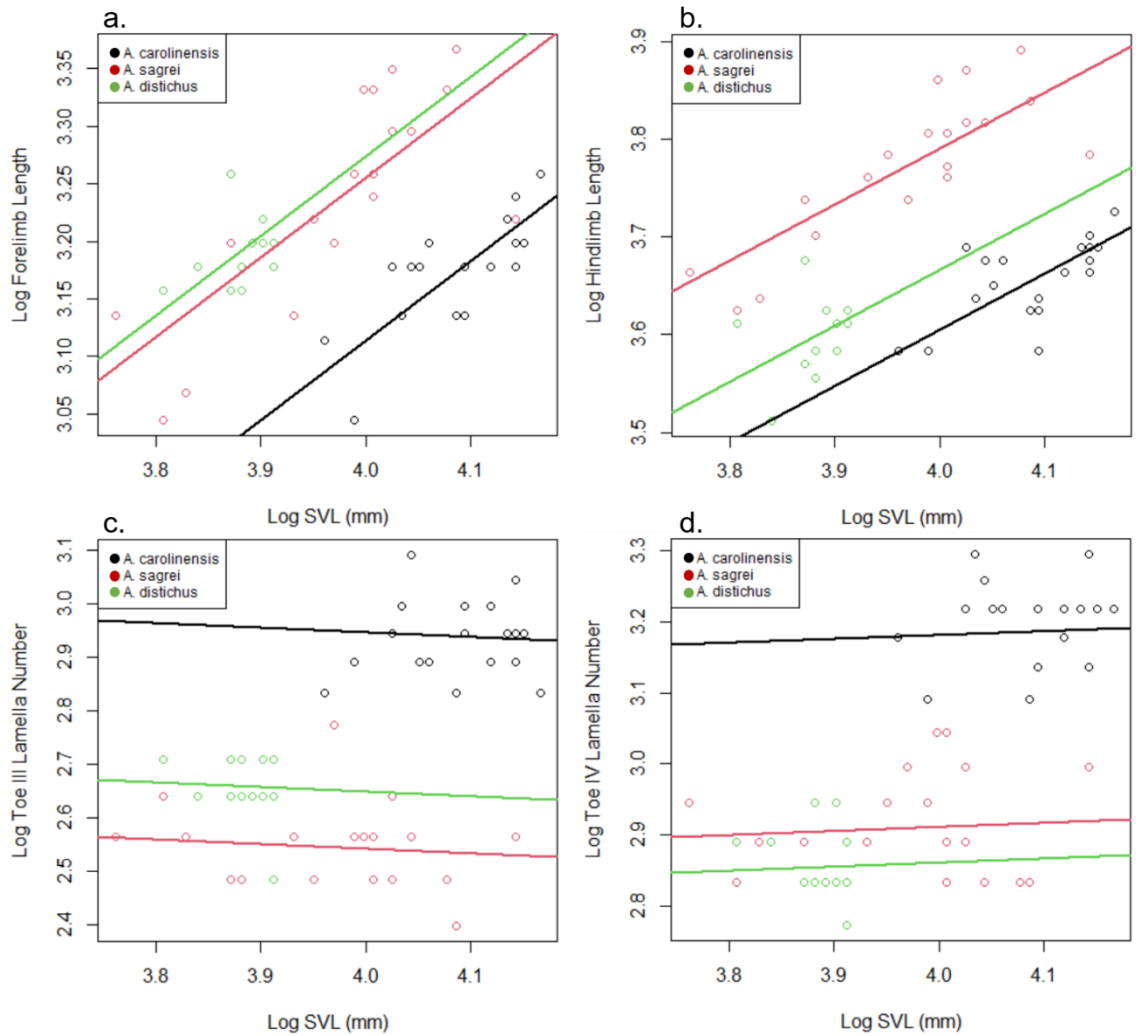 a.
A. carolinensis
A. sagrei
A. distichus
Log Forelimb Length
3.35
3.30
3.25
3.20
3.15
3.10
3.05
3.8 3.9 4.0 4.1
Log SVL (mm)
b.
A. carolinensis
A. sagrei
A. distichus
Log Hindlimb Length
3.9
3.8
3.7
3.6
3.5
3.8 3.9 4.0 4.1
Log SVL (mm)
c.
A. carolinensis
A. sagrei
A. distichus
Log Toe III Lamella Number
3.1
3.0
2.9
2.8
2.7
2.6
2.5
2.4
3.8 3.9 4.0 4.1
Log SVL (mm)
d.
A. carolinensis
A. sagrei
A. distichus
Log Toe IV Lamella Number
3.3
3.2
3.1
3.0
2.9
2.8
3.8 3.9 4.0 4.1
Log SVL (mm)